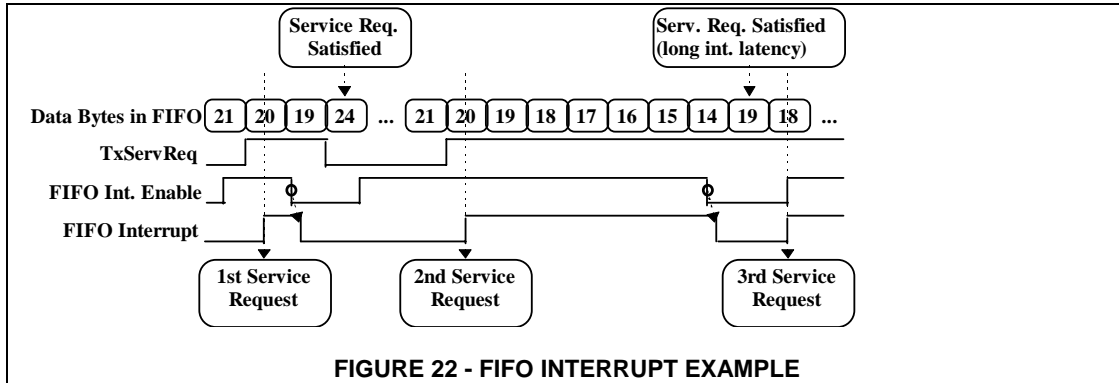 Service Req.
Satisfied
Serv. Req. Satisfied
(long int. latency)
Data Bytes in FIFO 21 20 19 24 ... 21 20 19 18 17 16 15 14 19 18 ...
TxServReq
FIFO Int. Enable
FIFO Interrupt
1st Service
Request
2nd Service
Request
3rd Service
Request
FIGURE 22 - FIFO INTERRUPT EXAMPLE